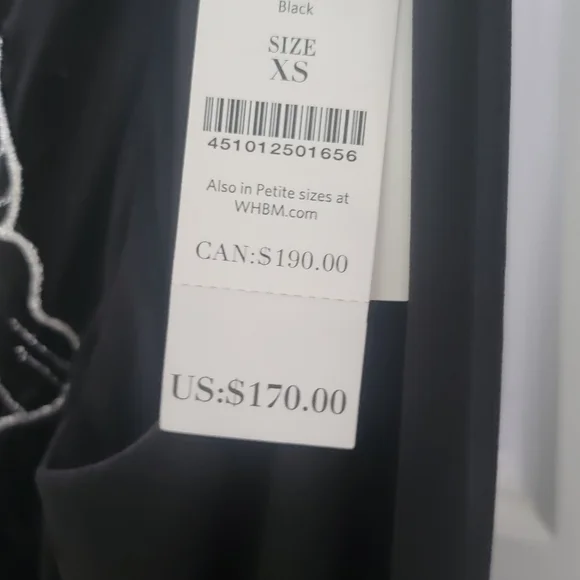 Black
SIZE
XS
451012501656
Also in Petite sizes at
WHBM.com
CAN:$190.00
US:$170.00